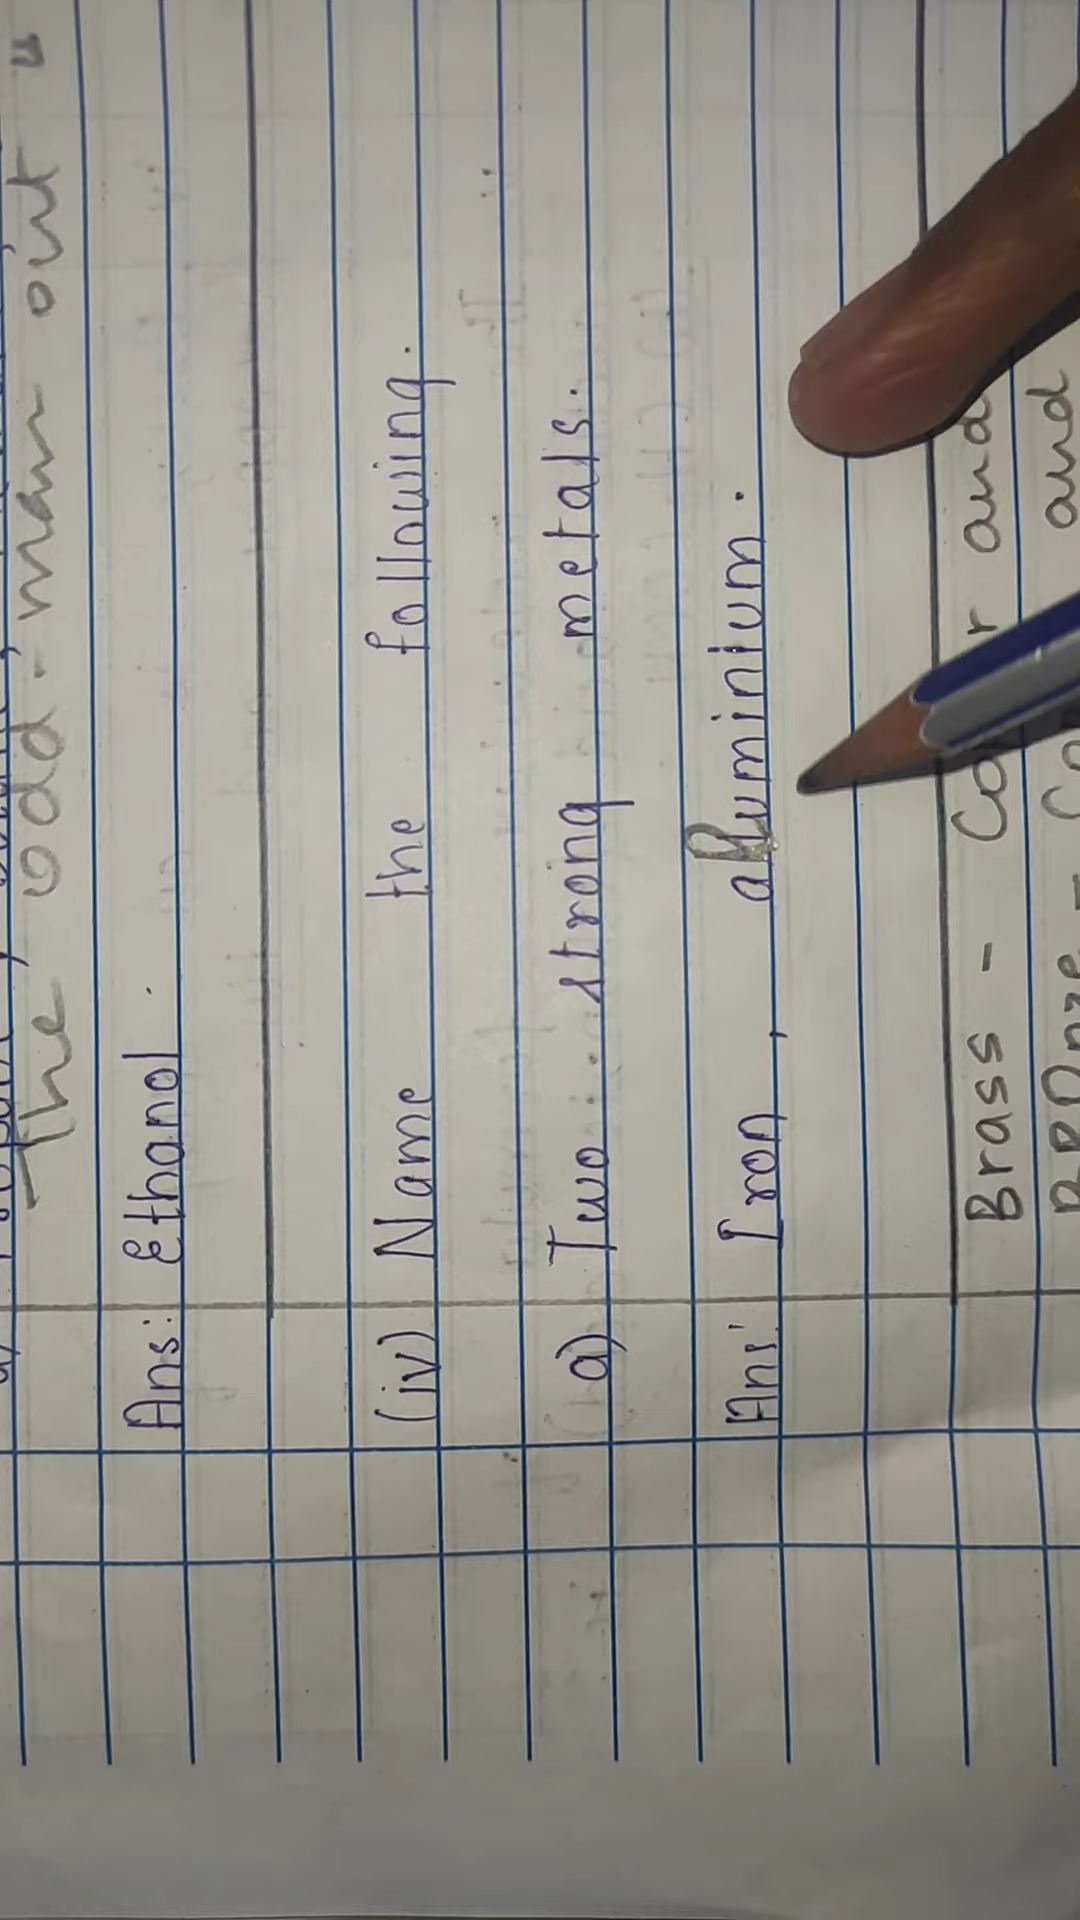 The odd-man out "
Ans: Ethanol.
(iv) Name the following.
a) Two strong metals.
Ans: Iron, aluminium.
Brass - and
and